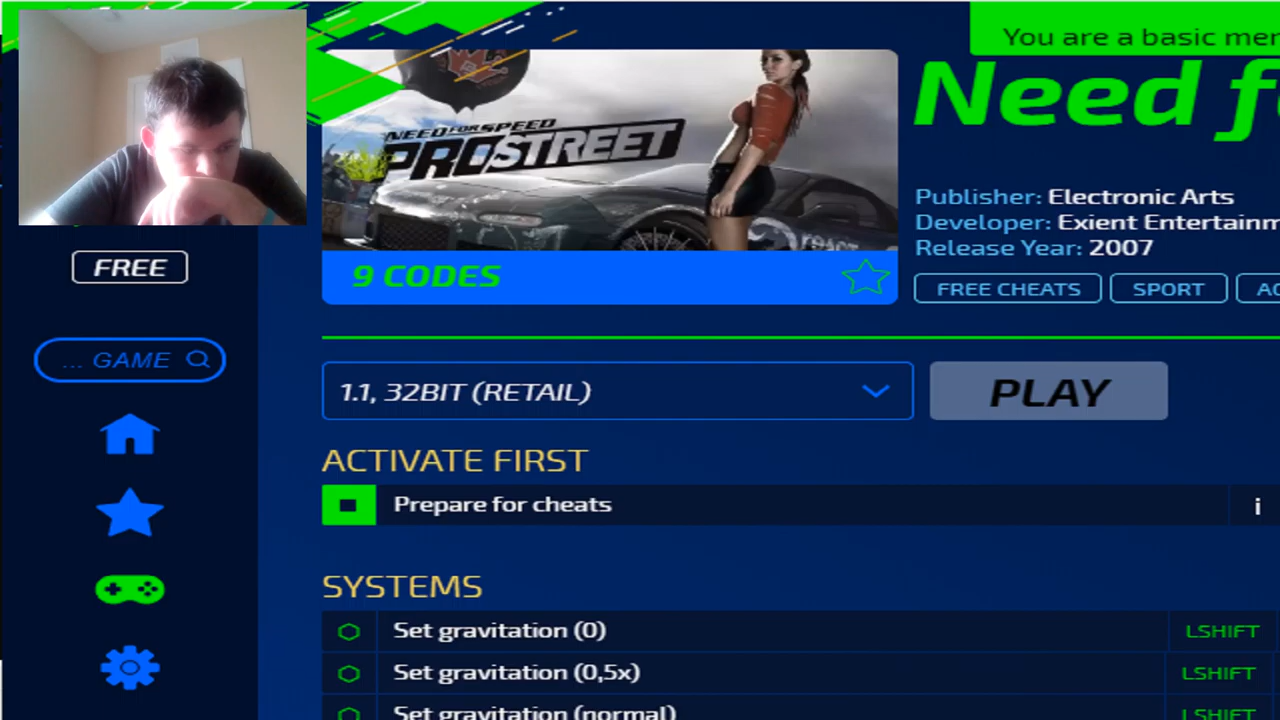 You are a basic mer
Need f
NEED FOR SPEED
PROSTREET
Publisher: Electronic Arts
Developer: Exient Entertainm
Release Year: 2007
9 CODES
FREE CHEATS
SPORT
AC
FREE
... GAME
1.1, 32BIT (RETAIL)
PLAY
ACTIVATE FIRST
Prepare for cheats
i
SYSTEMS
Set gravitation (0)
LSHIFT
Set gravitation (0,5x)
LSHIFT
Set gravitation (normal)
LSHIFT